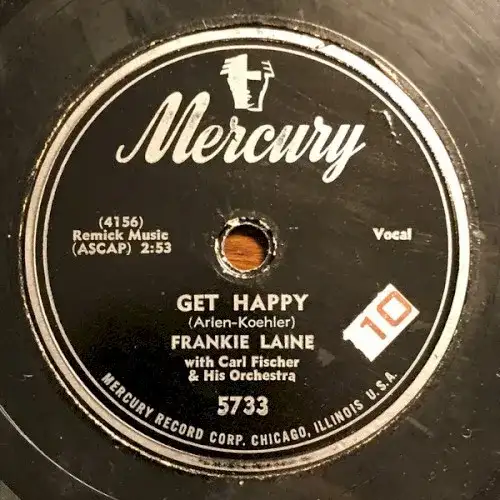 Mercury
(4156)
Remick Music
(ASCAP) 2:53
Vocal
GET HAPPY
(Arlen-Koehler)
FRANKIE LAINE
with Carl Fischer
& His Orchestra
5733
10
MERCURY RECORD CORP. CHICAGO, ILLINOIS U.S.A.